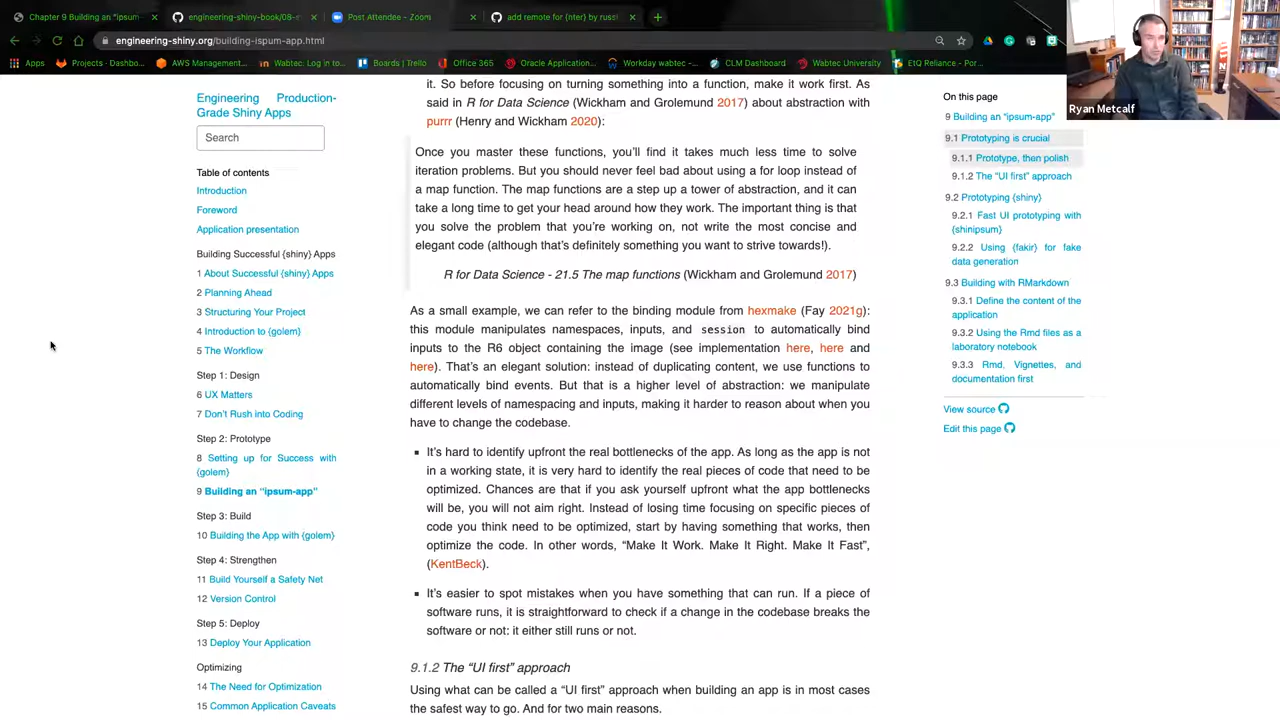 Chapter 9 Building an "ipsum-
engineering-shiny-book/08-s
Post Attendee - Zoom
add remote for {nter} by russ
engineering-shiny.org/building-ispum-app.html
Apps
Projects · Dashbo...
AWS Management...
Wabtec: Log in to...
Boards | Trello
Office 365
Oracle Application...
Workday wabtec -...
CLM Dashboard
Wabtec University
EtQ Reliance - Por...
Ryan Metcalf
Engineering Production-
Grade Shiny Apps
Search
Table of contents
Introduction
Foreword
Application presentation
Building Successful {shiny} Apps
1 About Successful {shiny} Apps
2 Planning Ahead
3 Structuring Your Project
4 Introduction to {golem}
5 The Workflow
Step 1: Design
6 UX Matters
7 Don't Rush into Coding
Step 2: Prototype
8 Setting up for Success with
{golem}
9 Building an "ipsum-app"
Step 3: Build
10 Building the App with {golem}
Step 4: Strengthen
11 Build Yourself a Safety Net
12 Version Control
Step 5: Deploy
13 Deploy Your Application
Optimizing
14 The Need for Optimization
15 Common Application Caveats
it. So before focusing on turning something into a function, make it work first. As
said in R for Data Science (Wickham and Grolemund 2017) about abstraction with
purrr (Henry and Wickham 2020):
Once you master these functions, you'll find it takes much less time to solve
iteration problems. But you should never feel bad about using a for loop instead of
a map function. The map functions are a step up a tower of abstraction, and it can
take a long time to get your head around how they work. The important thing is that
you solve the problem that you're working on, not write the most concise and
elegant code (although that's definitely something you want to strive towards!).
R for Data Science - 21.5 The map functions (Wickham and Grolemund 2017)
As a small example, we can refer to the binding module from hexmake (Fay 2021g):
this module manipulates namespaces, inputs, and session to automatically bind
inputs to the R6 object containing the image (see implementation here, here and
here). That's an elegant solution: instead of duplicating content, we use functions to
automatically bind events. But that is a higher level of abstraction: we manipulate
different levels of namespacing and inputs, making it harder to reason about when you
have to change the codebase.
It's hard to identify upfront the real bottlenecks of the app. As long as the app is not
in a working state, it is very hard to identify the real pieces of code that need to be
optimized. Chances are that if you ask yourself upfront what the app bottlenecks
will be, you will not aim right. Instead of losing time focusing on specific pieces of
code you think need to be optimized, start by having something that works, then
optimize the code. In other words, "Make It Work. Make It Right. Make It Fast",
(KentBeck).
It's easier to spot mistakes when you have something that can run. If a piece of
software runs, it is straightforward to check if a change in the codebase breaks the
software or not: it either still runs or not.
9.1.2 The "UI first" approach
Using what can be called a "UI first" approach when building an app is in most cases
the safest way to go. And for two main reasons.
On this page
9 Building an "ipsum-app"
9.1 Prototyping is crucial
9.1.1 Prototype, then polish
9.1.2 The "UI first" approach
9.2 Prototyping {shiny}
9.2.1 Fast UI prototyping with
{shinipsum}
9.2.2 Using {fakir} for fake
data generation
9.3 Building with RMarkdown
9.3.1 Define the content of the
application
9.3.2 Using the Rmd files as a
laboratory notebook
9.3.3 Rmd, Vignettes, and
documentation first
View source
Edit this page